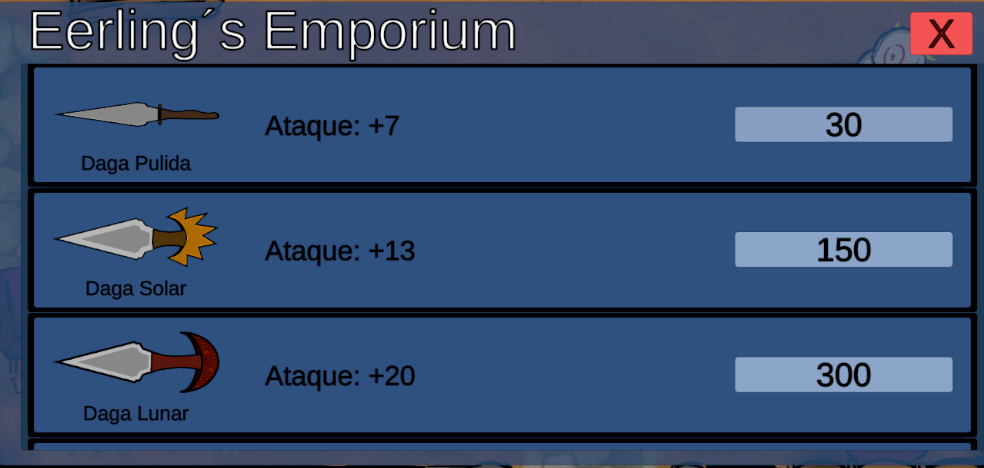 Eerling´s Emporium
X
Ataque: +7
30
Daga Pulida
Ataque: +13
150
Daga Solar
Ataque: +20
300
Daga Lunar